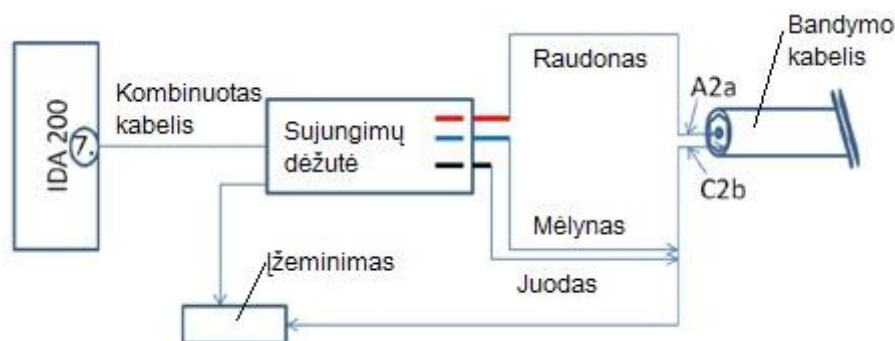 Bandymo
kabelis
Raudonas
A2a
Kombinuotas
kabelis
Sujungimų
dėžutė
IDA 200
7.
C2b
Mėlynas
Įžeminimas
Juodas